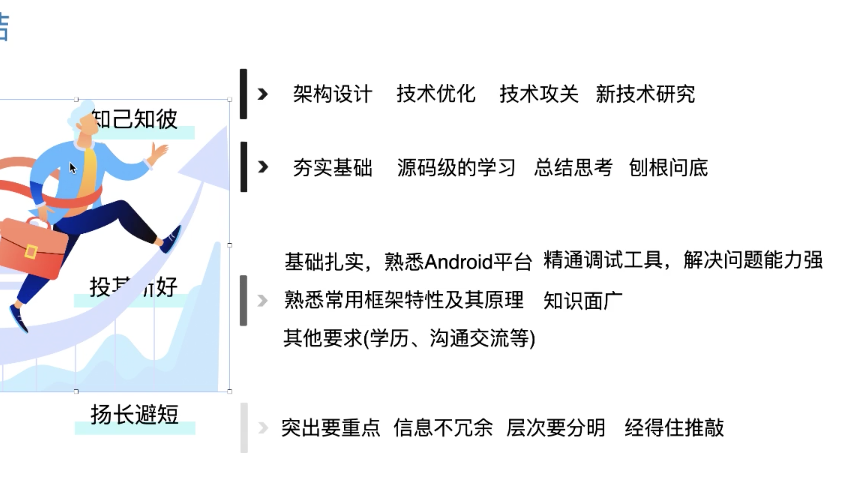 结
架构设计 技术优化 技术攻关 新技术研究
知己知彼
夯实基础 源码级的学习 总结思考 刨根问底
基础扎实，熟悉Android平台 精通调试工具，解决问题能力强
投其所好
熟悉常用框架特性及其原理 知识面广
其他要求(学历、沟通交流等)
扬长避短
突出要重点 信息不冗余 层次要分明 经得住推敲